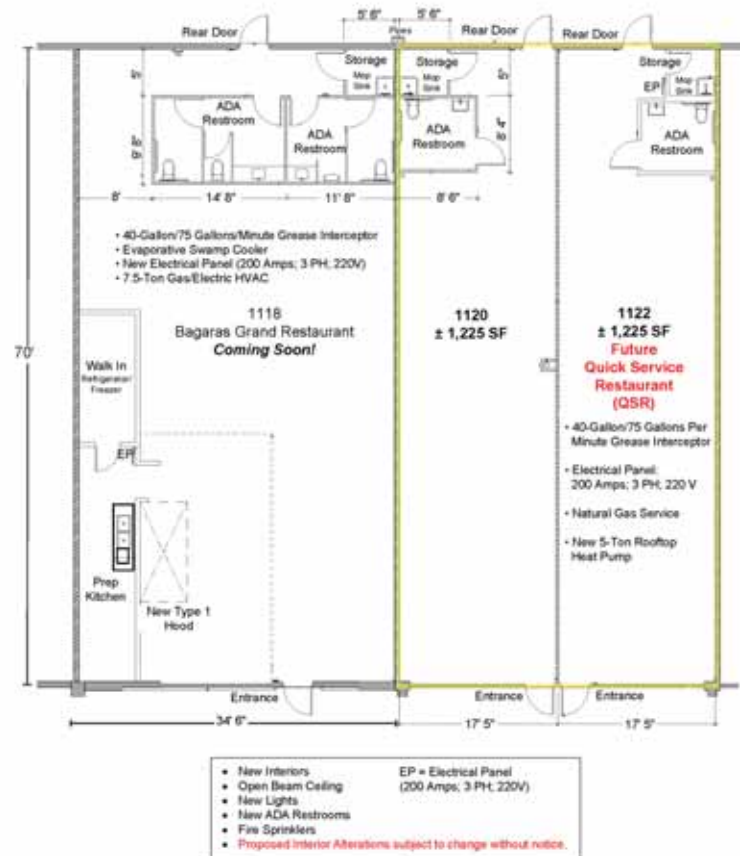 5' 6"
5' 6"
Rear Door
Pipes
Rear Door
Rear Door
Storage
Storage
Storage
Mop
Sink
Mop
Sink
EP
Mop
Sink
5'
5'
ADA
Restroom
ADA
Restroom
ADA
Restroom
ADA
Restroom
8'
14' 8"
11' 8"
8' 6"
• 40-Gallon/75 Gallons/Minute Grease Interceptor
• Evaporative Swamp Cooler
• New Electrical Panel (200 Amps; 3 PH; 220V)
• 7.5-Ton Gas/Electric HVAC
1118
Bagaras Grand Restaurant
Coming Soon!
1120
± 1,225 SF
1122
± 1,225 SF
Future
Quick Service
Restaurant
(QSR)
70'
Walk In
Refrigerator/
Freezer
EP
• 40-Gallon/75 Gallons Per
Minute Grease Interceptor
• Electrical Panel:
200 Amps; 3 PH; 220 V
• Natural Gas Service
• New 5-Ton Rooftop
Heat Pump
Prep
Kitchen
New Type 1
Hood
Entrance
Entrance
Entrance
34' 6"
17' 5"
17' 5"
• New Interiors
• Open Beam Ceiling
• New Lights
• New ADA Restrooms
• Fire Sprinklers
• Proposed Interior Alterations subject to change without notice.
EP = Electrical Panel
(200 Amps; 3 PH; 220V)